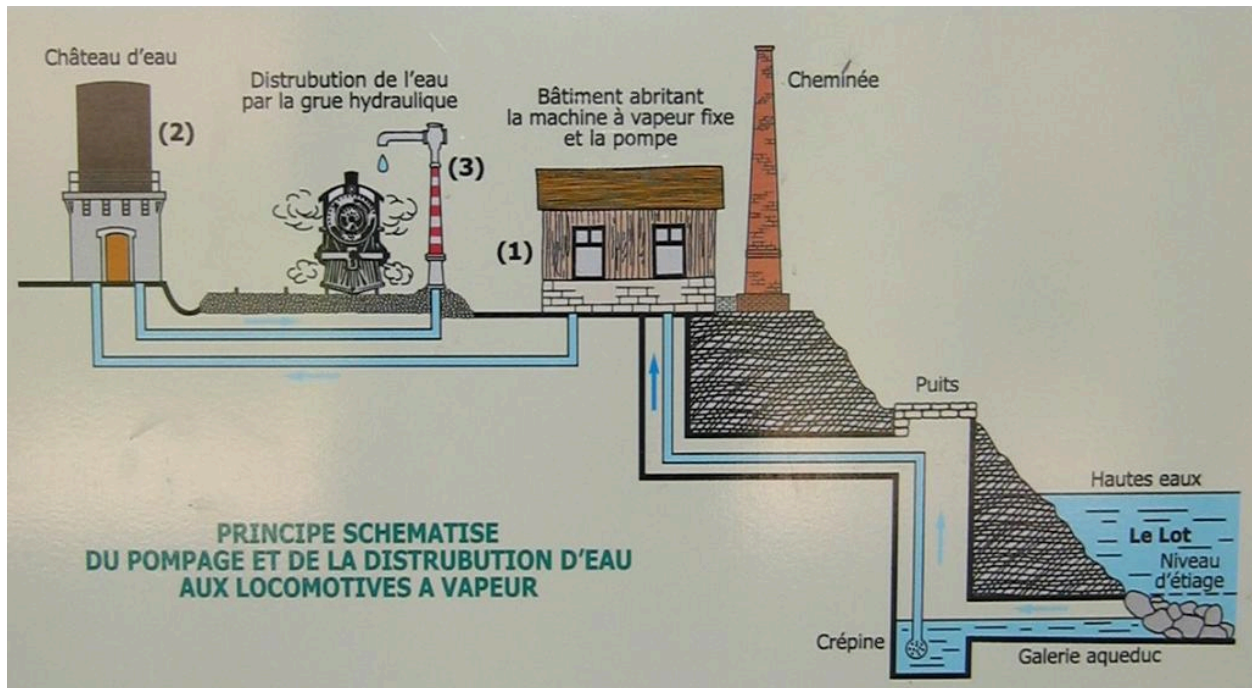 Château d'eau
(2)
Distrubution de l'eau
par la grue hydraulique
(3)
Bâtiment abritant
la machine à vapeur fixe
et la pompe
(1)
Cheminée
Puits
Hautes eaux
Le Lot
Niveau
d'étiage
Crépine
Galerie aqueduc
PRINCIPE SCHEMATISE
DU POMPAGE ET DE LA DISTRUBUTION D'EAU
AUX LOCOMOTIVES A VAPEUR